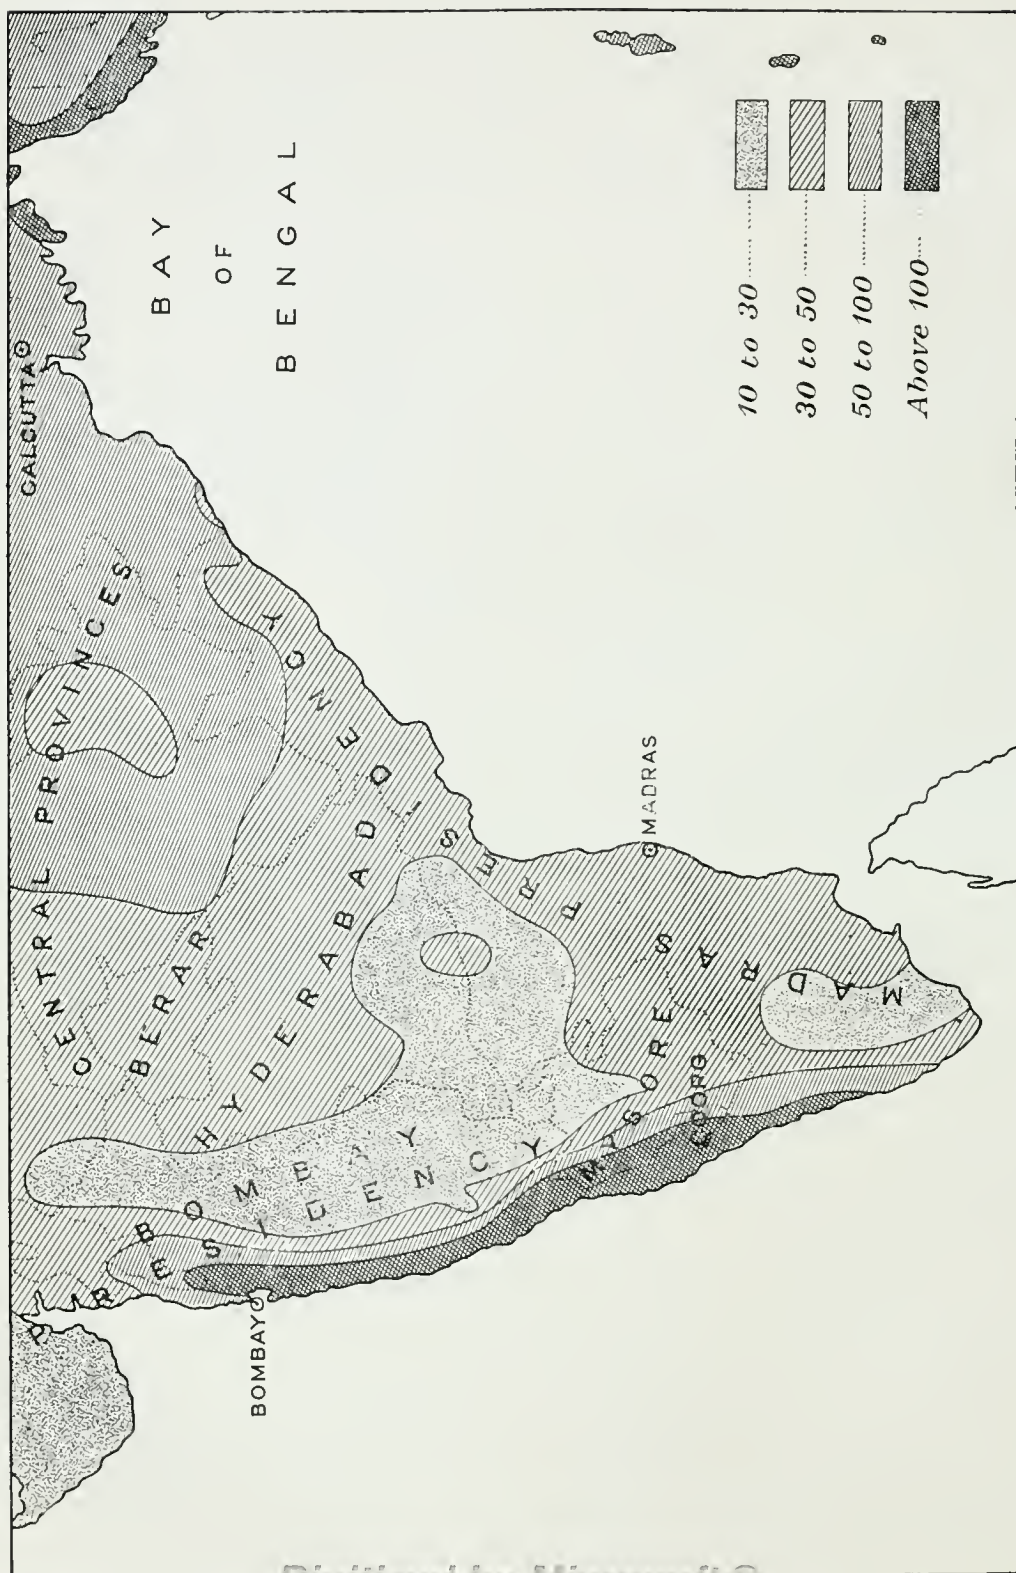 BAY
OF
BENGAL
CALCUTTA
CENTRAL PROVINCES
BERAR
HYDERABAD
BOMBAY
PRESIDENCY
BOMBAY
MADRAS
PRESIDENCY
MYSORE
COORG
MADRAS
10 to 30
30 to 50
50 to 100
Above 100